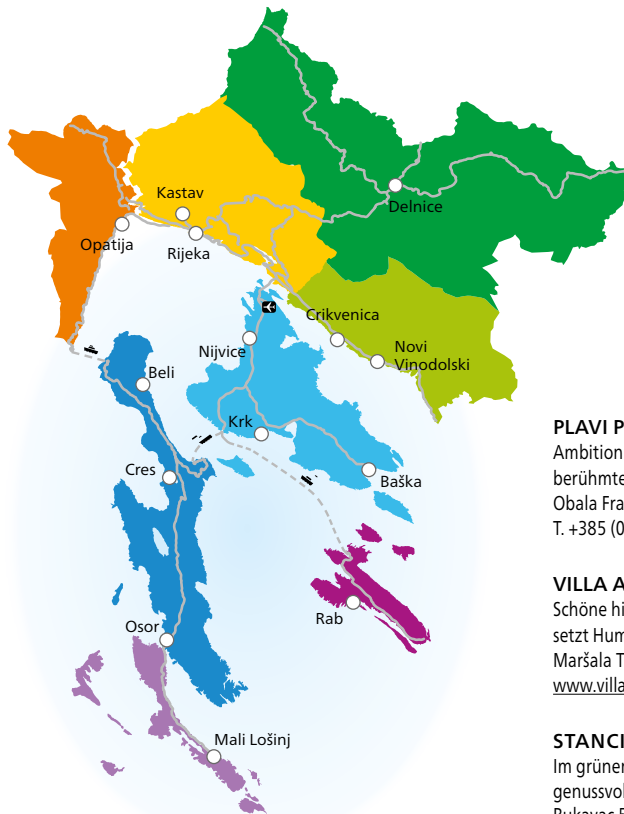 Kastav
Delnice
Opatija
Rijeka
Crikvenica
Nijvice
Novi
Vinodolski
Beli
Krk
Cres
Baška
Rab
Osor
Mali Lošinj
PLAVI P
Ambition
berühmte
Obala Fra
T. +385 (0
VILLA A
Schöne hi
setzt Hum
Maršala T
www.villa
STANCI
Im grüner
genussvol